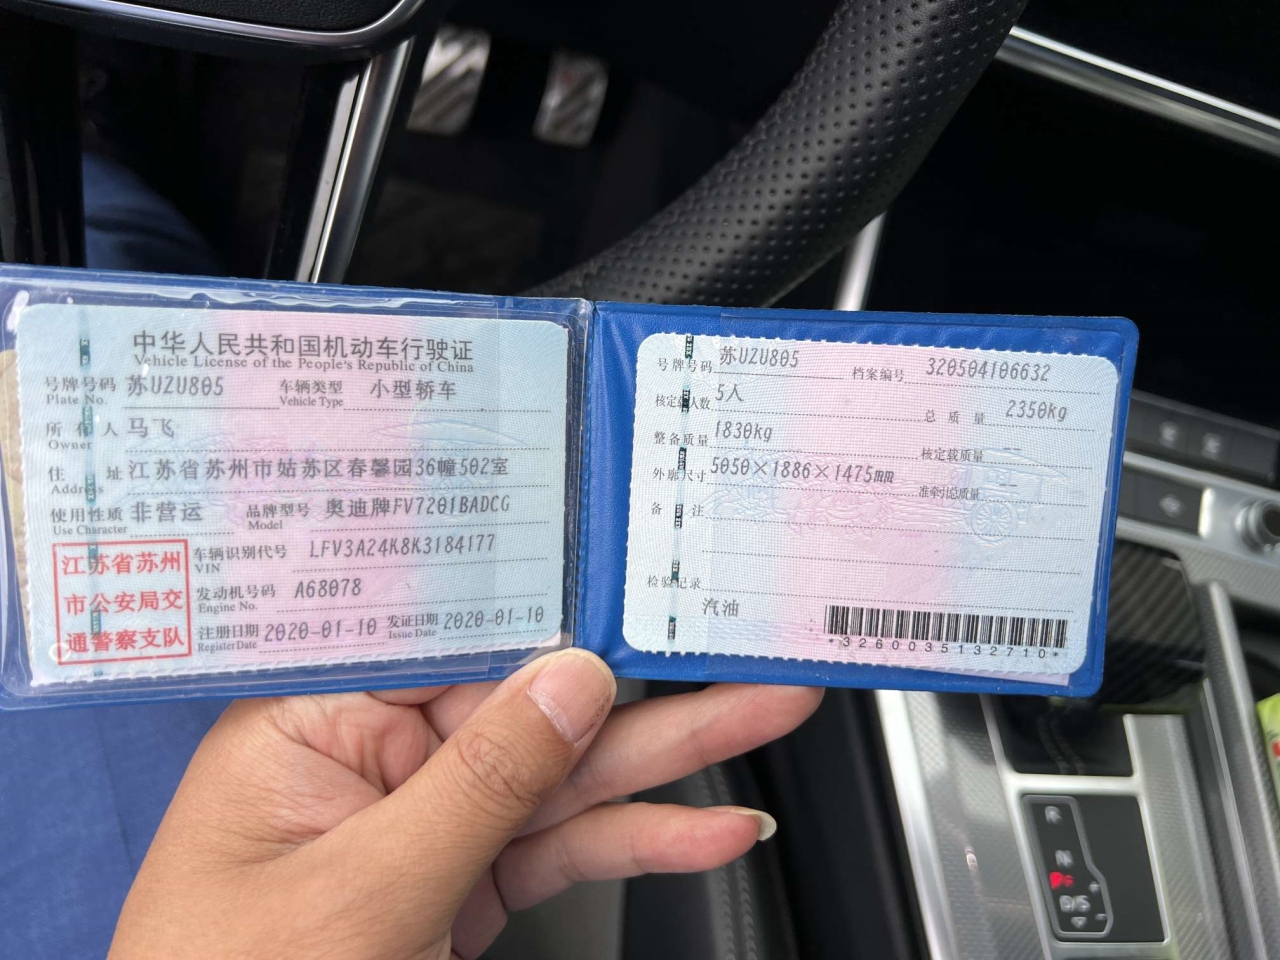 中华人民共和国机动车行驶证
Vehicle License of the People's Republic of China
号牌号码 苏UZU805 车辆类型 小型轿车
Plate No. Vehicle Type
所有人 马飞
Owner
住址 江苏省苏州市姑苏区春馨园36幢502室
Address
使用性质 非营运 品牌型号 奥迪牌FV7201BADCG
Use Character Model
江苏省苏州
市公安局交
通警察支队
车辆识别代号 LFV3A24K8K3184177
VIN
发动机号码 A68078
Engine No.
注册日期 2020-01-10 发证日期 2020-01-10
Register Date Issue Date
号牌号码 苏UZU805 档案编号 320504106632
核定载人数 5人 总质量 2350kg
整备质量 1830kg 核定载质量 --
外廓尺寸 5050×1886×1475mm 准牵引总质量 --
备注
检验记录
汽油
*3260035132710*
R
N
D/S